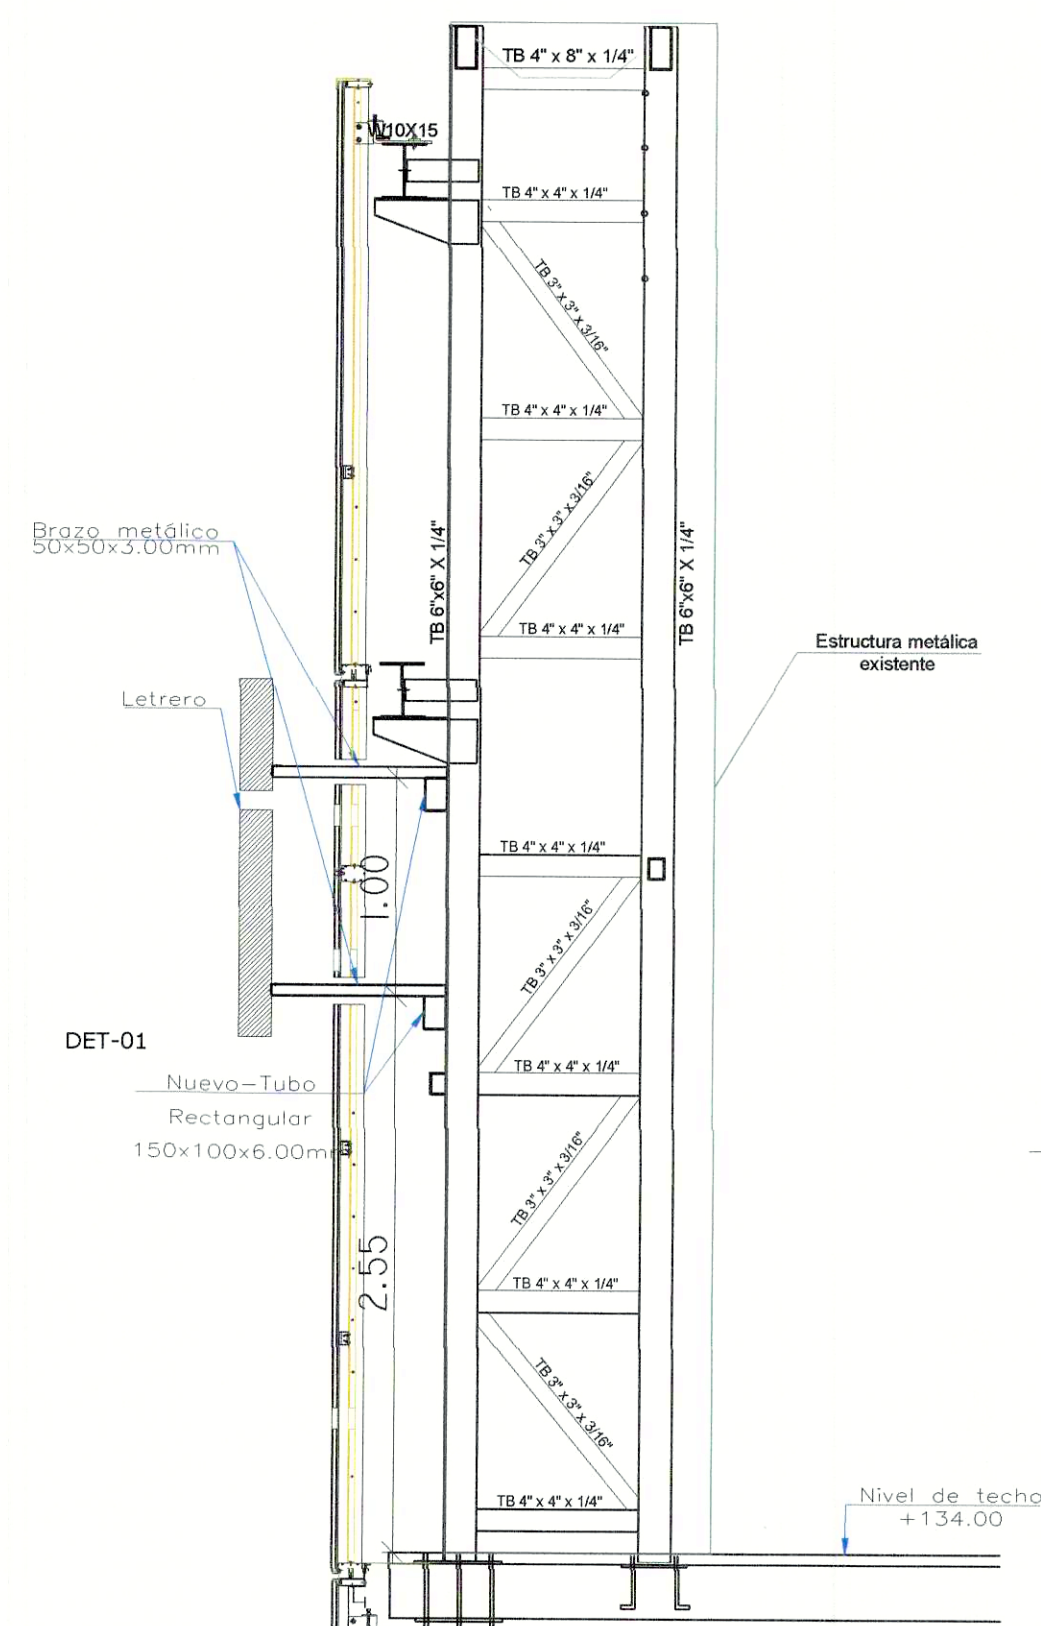 TB 4" x 8" x 1/4"
W10X15
TB 4" x 4" x 1/4"
TB 3" x 3" x 3/16"
TB 4" x 4" x 1/4"
TB 3" x 3" x 3/16"
Brazo metálico
50x50x3.00mm
TB 6"x6" X 1/4"
TB 6"x6" X 1/4"
TB 4" x 4" x 1/4"
Estructura metálica
existente
Letrero
TB 4" x 4" x 1/4"
1.00
TB 3" x 3" x 3/16"
DET-01
TB 4" x 4" x 1/4"
Nuevo-Tubo
Rectangular
150x100x6.00m
TB 3" x 3" x 3/16"
2.55
TB 4" x 4" x 1/4"
TB 3" x 3" x 3/16"
TB 4" x 4" x 1/4"
Nivel de techo
+134.00